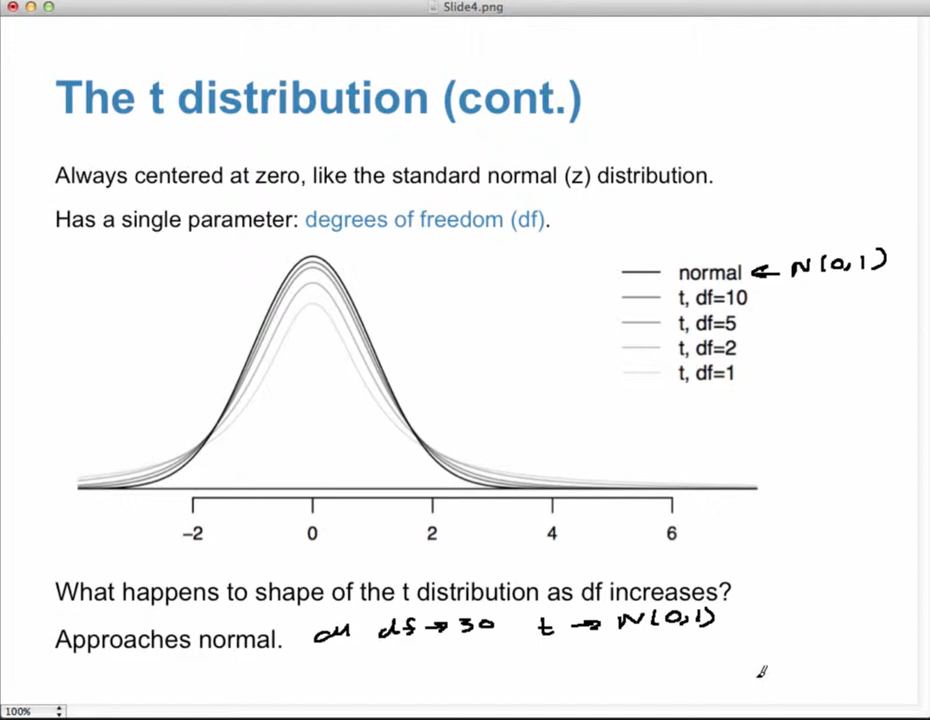 Slide4.png
The t distribution (cont.)
Always centered at zero, like the standard normal (z) distribution.
Has a single parameter: degrees of freedom (df).
normal ← N(0,1)
t, df=10
t, df=5
t, df=2
t, df=1
−2 0 2 4 6
What happens to shape of the t distribution as df increases?
Approaches normal. df → 30 t → N(0,1)
100%